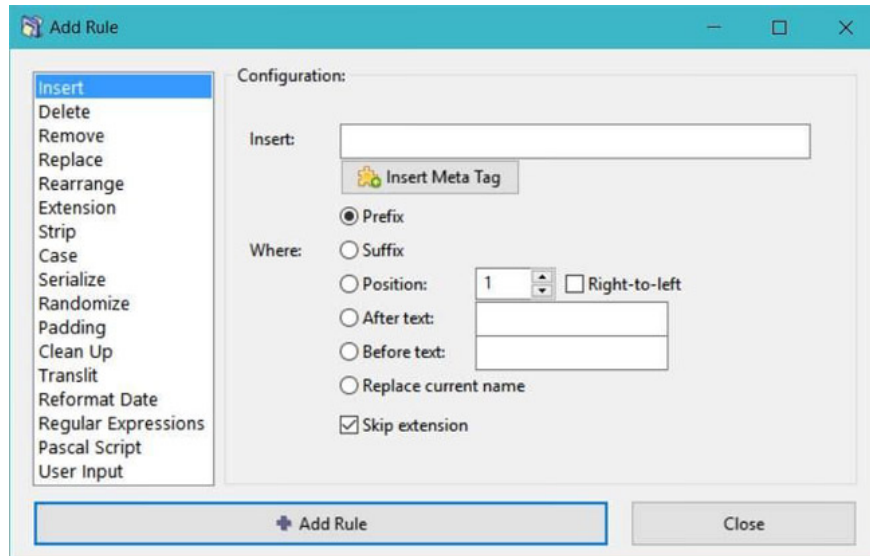 Add Rule
Insert
Delete
Remove
Replace
Rearrange
Extension
Strip
Case
Serialize
Randomize
Padding
Clean Up
Translit
Reformat Date
Regular Expressions
Pascal Script
User Input
Configuration:
Insert:
Insert Meta Tag
Where:
Prefix
Suffix
Position: 1 Right-to-left
After text:
Before text:
Replace current name
Skip extension
Add Rule
Close